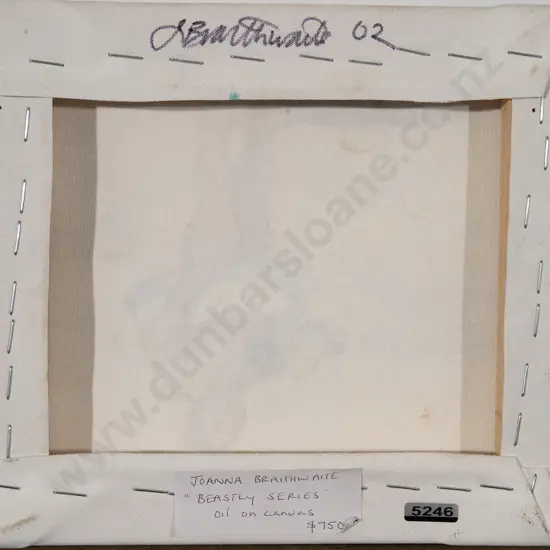 JBraithwaite 02
www.dunbarsloane.co.nz
JOANNA BRAITHWAITE
"BEASTLY SERIES"
oil on canvas
$750
5246